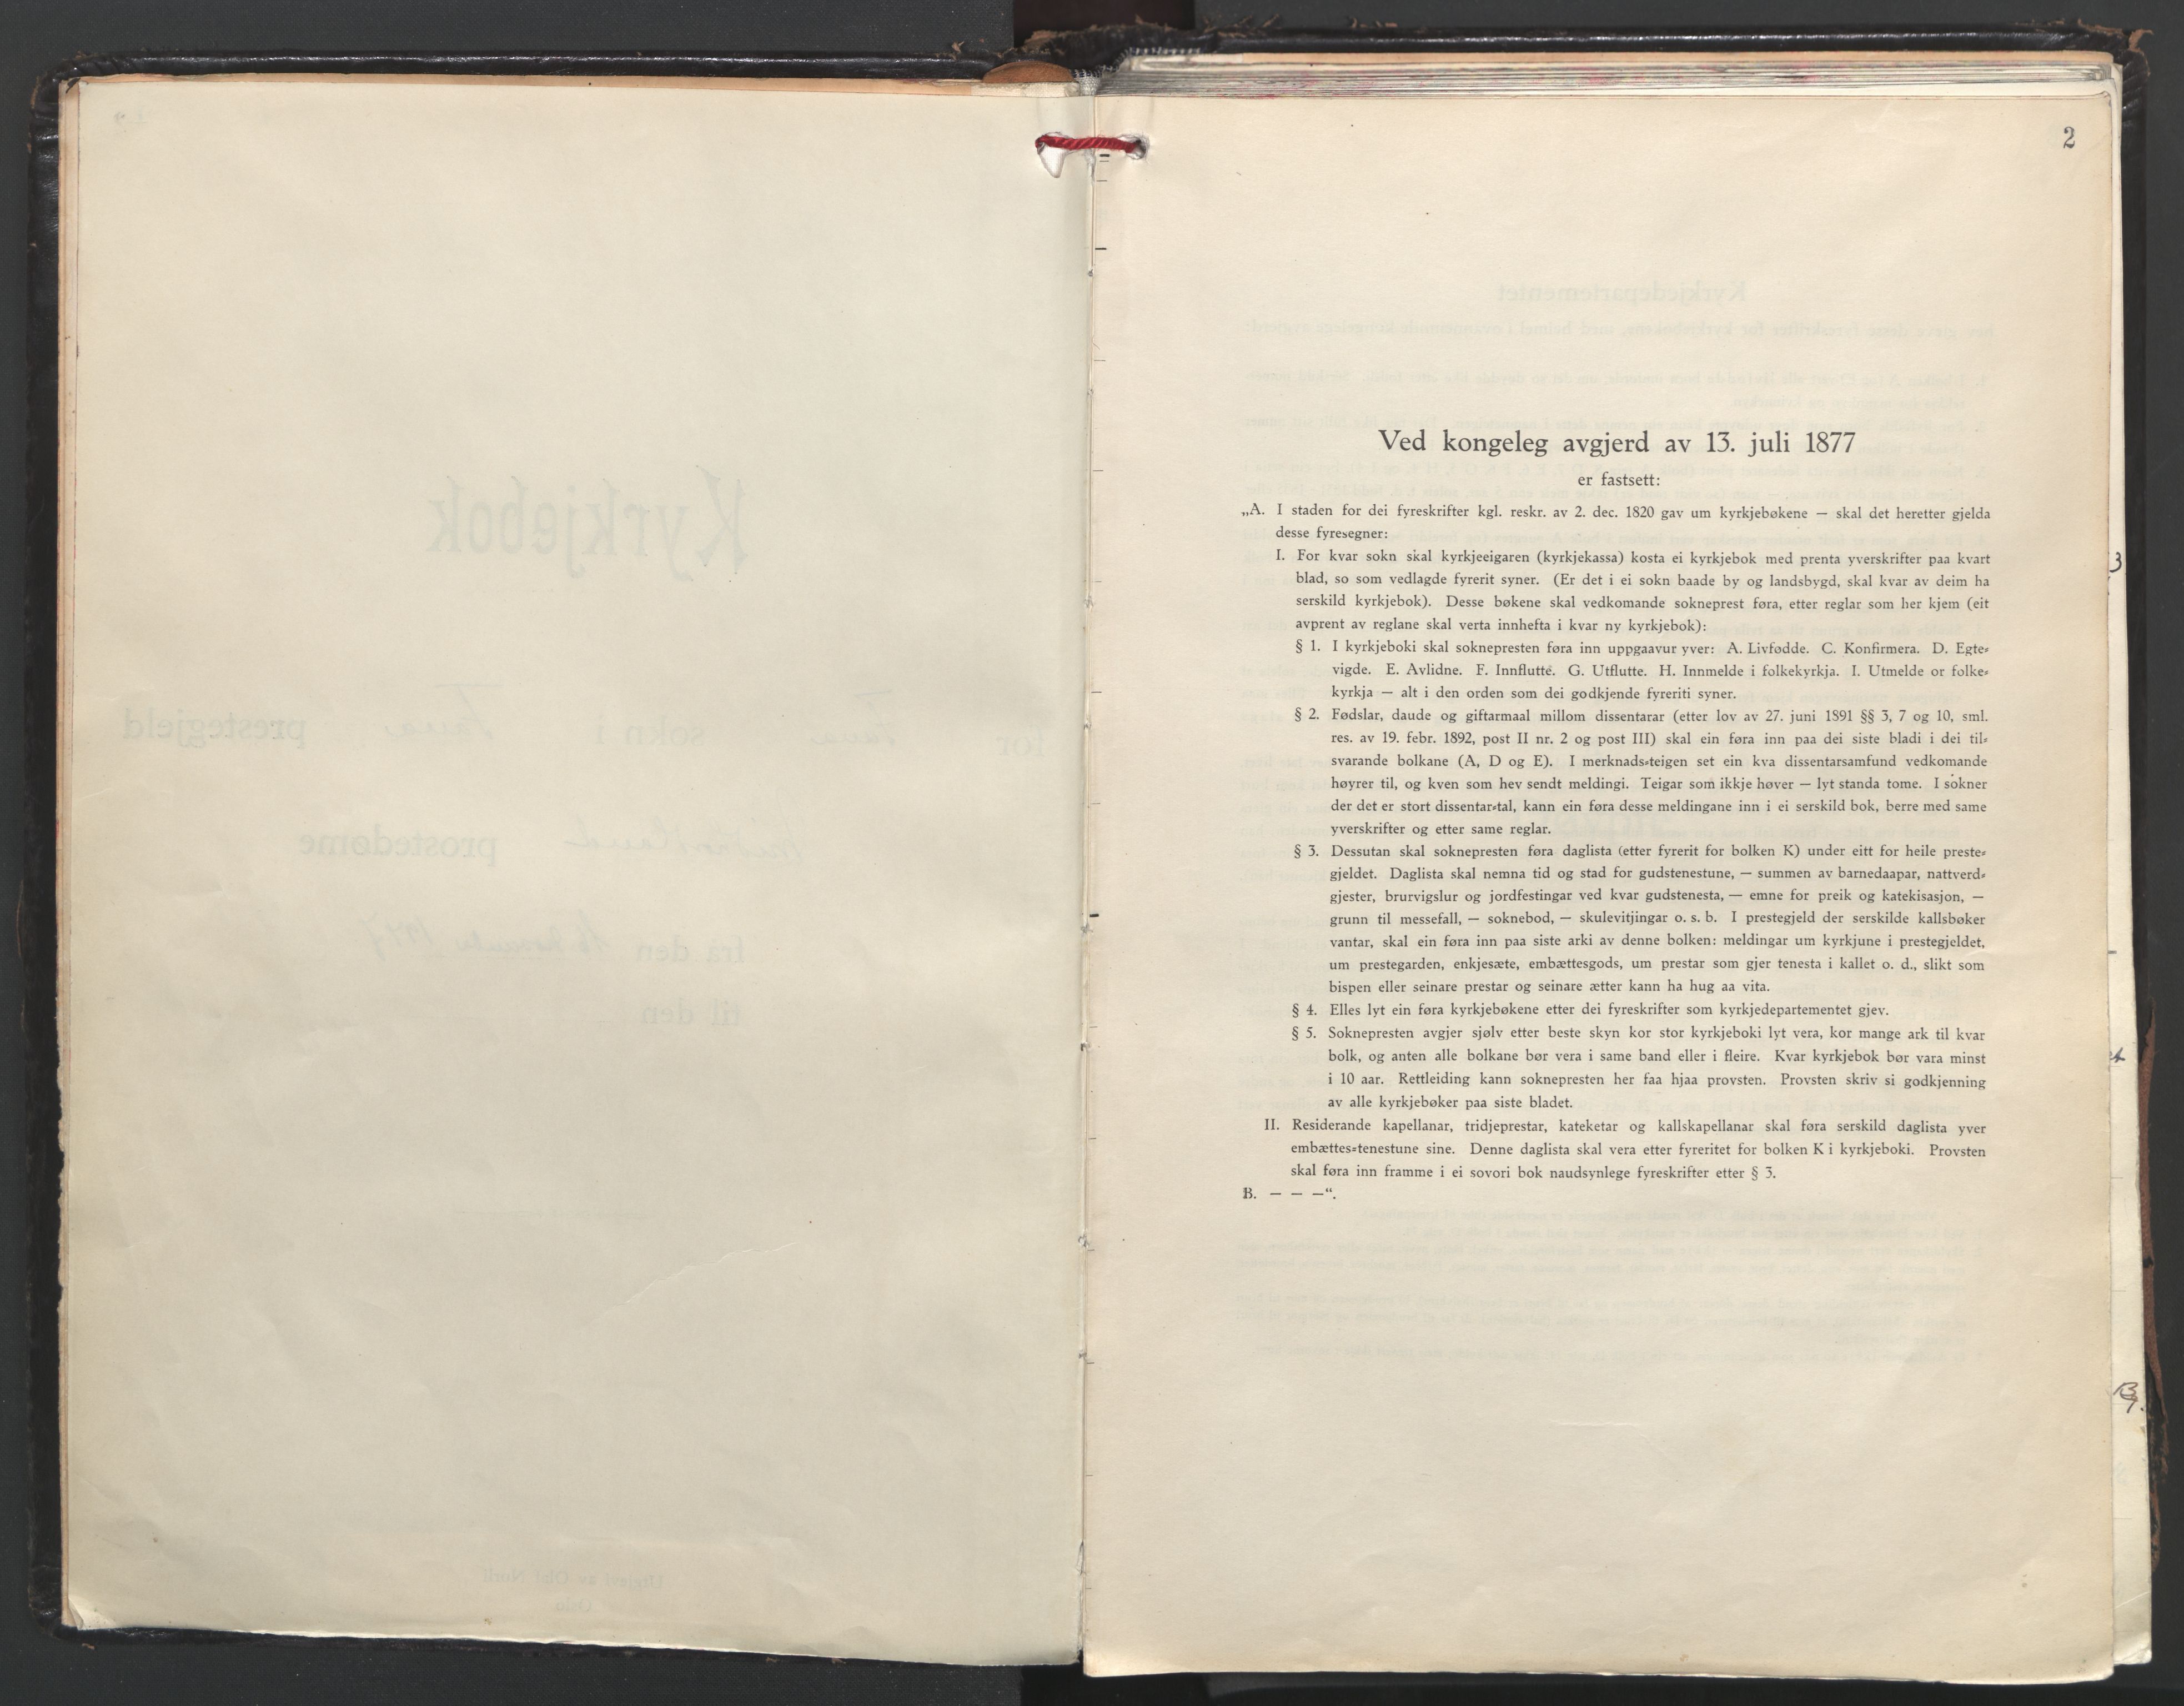 2
Ved kongeleg avgjerd av 13. juli 1877
er fastsett:
„A. I staden for dei fyreskrifter kgl. reskr. av 2. dec. 1820 gav um kyrkjebøkene — skal det heretter gjelda
desse fyresegner:
I. For kvar sokn skal kyrkjeeigaren (kyrkjekassa) kosta ei kyrkjebok med prenta yverskrifter paa kvart
blad, so som vedlagde fyrerit syner. (Er det i ei sokn baade by og landsbygd, skal kvar av deim ha
serskild kyrkjebok). Desse bøkene skal vedkomande sokneprest føra, etter reglar som her kjem (eit
avprent av reglane skal verta innhefta i kvar ny kyrkjebok):
§ 1. I kyrkjeboki skal soknepresten føra inn uppgaavur yver: A. Livfødde. C. Konfirmera. D. Egte-
vigde. E. Avlidne. F. Innflutte. G. Utflutte. H. Innmelde i folkekyrkja. I. Utmelde or folke-
kyrkja — alt i den orden som dei godkjende fyreriti syner.
§ 2. Fødslar, daude og giftarmaal millom dissentarar (etter lov av 27. juni 1891 §§ 3, 7 og 10, sml.
res. av 19. febr. 1892, post II nr. 2 og post III) skal ein føra inn paa dei siste bladi i dei til-
svarande bolkane (A, D og E). I merknads-teigen set ein kva dissentarsamfund vedkomande
høyrer til, og kven som hev sendt meldingi. Teigar som ikkje høver — lyt standa tome. I sokner
der det er stort dissentar-tal, kann ein føra desse meldingane inn i ei serskild bok, berre med same
yverskrifter og etter same reglar.
§ 3. Dessutan skal soknepresten føra daglista (etter fyrerit for bolken K) under eitt for heile preste-
gjeldet. Daglista skal nemna tid og stad for gudstenestune, — summen av barnedaapar, nattverd-
gjester, brurvigslur og jordfestingar ved kvar gudstenesta, — emne for preik og katekisasjon, —
grunn til messefall, — soknebod, — skulevitjingar o. s. b. I prestegjeld der serskilde kallsbøker
vantar, skal ein føra inn paa siste arki av denne bolken: meldingar um kyrkjune i prestegjeldet,
um prestegarden, enkjesæte, embættesgods, um prestar som gjer tenesta i kallet o. d., slikt som
bispen eller seinare prestar og seinare ætter kann ha hug aa vita.
§ 4. Elles lyt ein føra kyrkjebøkene etter dei fyreskrifter som kyrkjedepartementet gjev.
§ 5. Soknepresten avgjer sjølv etter beste skyn kor stor kyrkjeboki lyt vera, kor mange ark til kvar
bolk, og anten alle bolkane bør vera i same band eller i fleire. Kvar kyrkjebok bør vara minst
i 10 aar. Rettleiding kann soknepresten her faa hjaa provsten. Provsten skriv si godkjenning
av alle kyrkjebøker paa siste bladet.
II. Residerande kapellanar, tridjeprestar, kateketar og kallskapellanar skal føra serskild daglista yver
embættes-tenestune sine. Denne daglista skal vera etter fyreritet for bolken K i kyrkjeboki. Provsten
skal føra inn framme i ei sovori bok naudsynlege fyreskrifter etter § 3.
B. — — —“.